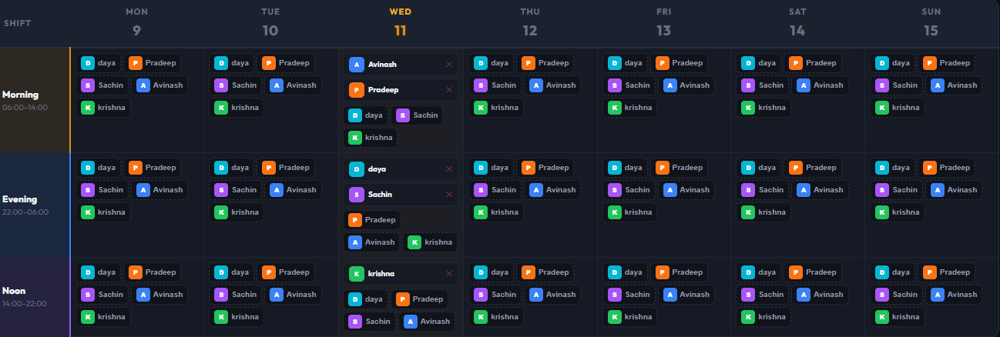 SHIFT MON 9 TUE 10 WED 11 THU 12 FRI 13 SAT 14 SUN 15
Morning
06:00–14:00
D daya P Pradeep
S Sachin A Avinash
K krishna
D daya P Pradeep
S Sachin A Avinash
K krishna
A Avinash ×
P Pradeep ×
D daya S Sachin
K krishna
D daya P Pradeep
S Sachin A Avinash
K krishna
D daya P Pradeep
S Sachin A Avinash
K krishna
D daya P Pradeep
S Sachin A Avinash
K krishna
D daya P Pradeep
S Sachin A Avinash
K krishna
Evening
22:00–06:00
D daya P Pradeep
S Sachin A Avinash
K krishna
D daya P Pradeep
S Sachin A Avinash
K krishna
D daya ×
S Sachin ×
P Pradeep
A Avinash K krishna
D daya P Pradeep
S Sachin A Avinash
K krishna
D daya P Pradeep
S Sachin A Avinash
K krishna
D daya P Pradeep
S Sachin A Avinash
K krishna
D daya P Pradeep
S Sachin A Avinash
K krishna
Noon
14:00–22:00
D daya P Pradeep
S Sachin A Avinash
K krishna
D daya P Pradeep
S Sachin A Avinash
K krishna
K krishna ×
D daya P Pradeep
S Sachin A Avinash
D daya P Pradeep
S Sachin A Avinash
K krishna
D daya P Pradeep
S Sachin A Avinash
K krishna
D daya P Pradeep
S Sachin A Avinash
K krishna
D daya P Pradeep
S Sachin A Avinash
K krishna